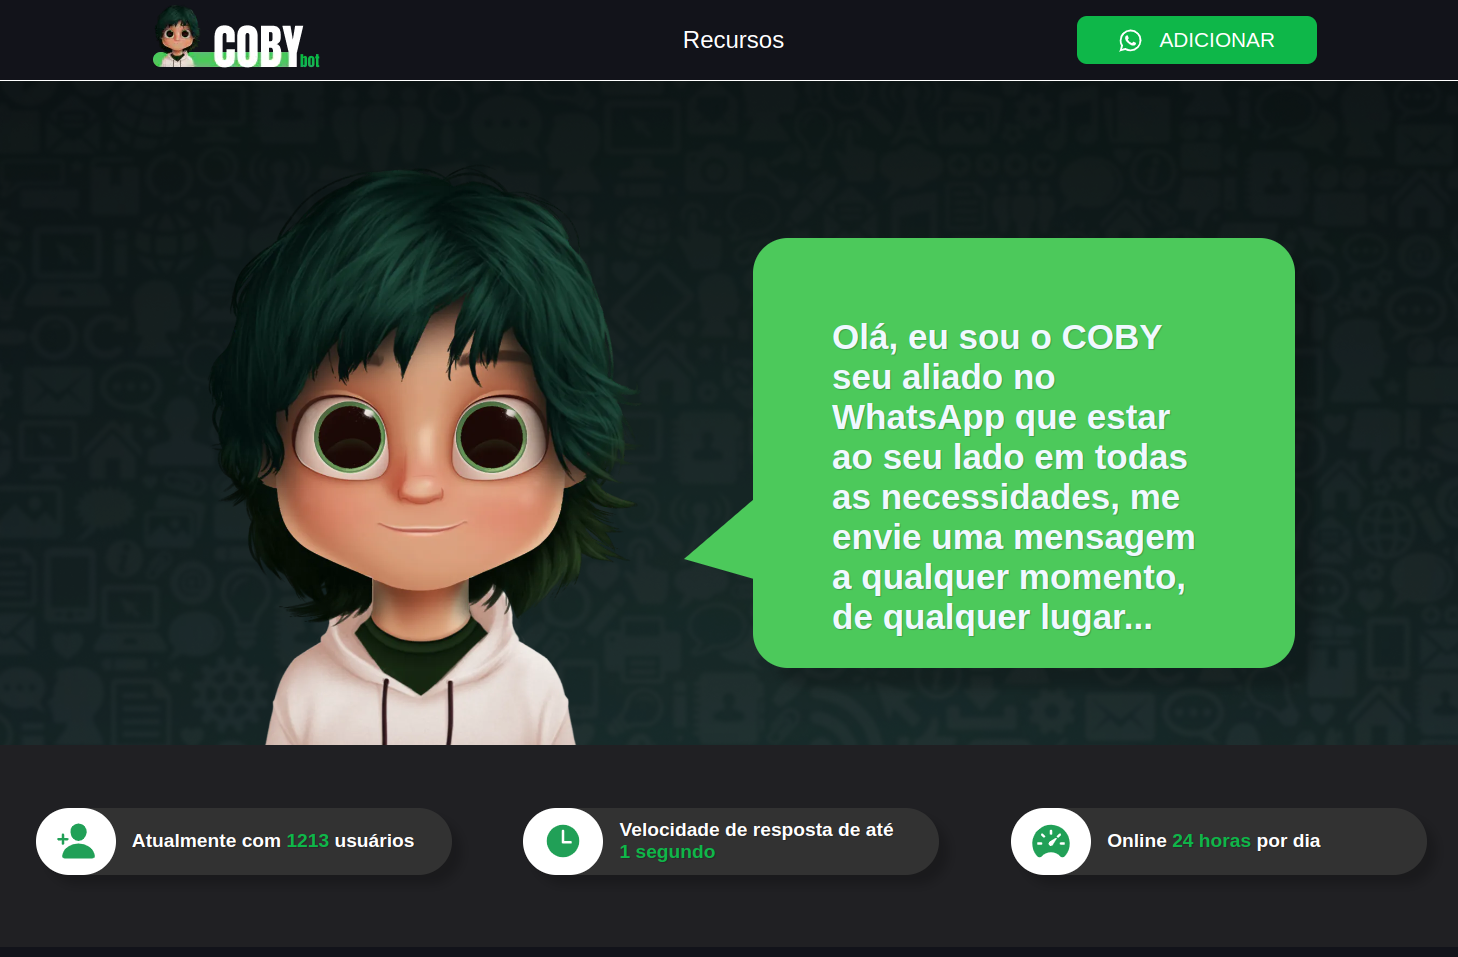 COBY bot
Recursos
ADICIONAR
Olá, eu sou o COBY
seu aliado no
WhatsApp que estar
ao seu lado em todas
as necessidades, me
envie uma mensagem
a qualquer momento,
de qualquer lugar...
Atualmente com 1213 usuários
Velocidade de resposta de até
1 segundo
Online 24 horas por dia